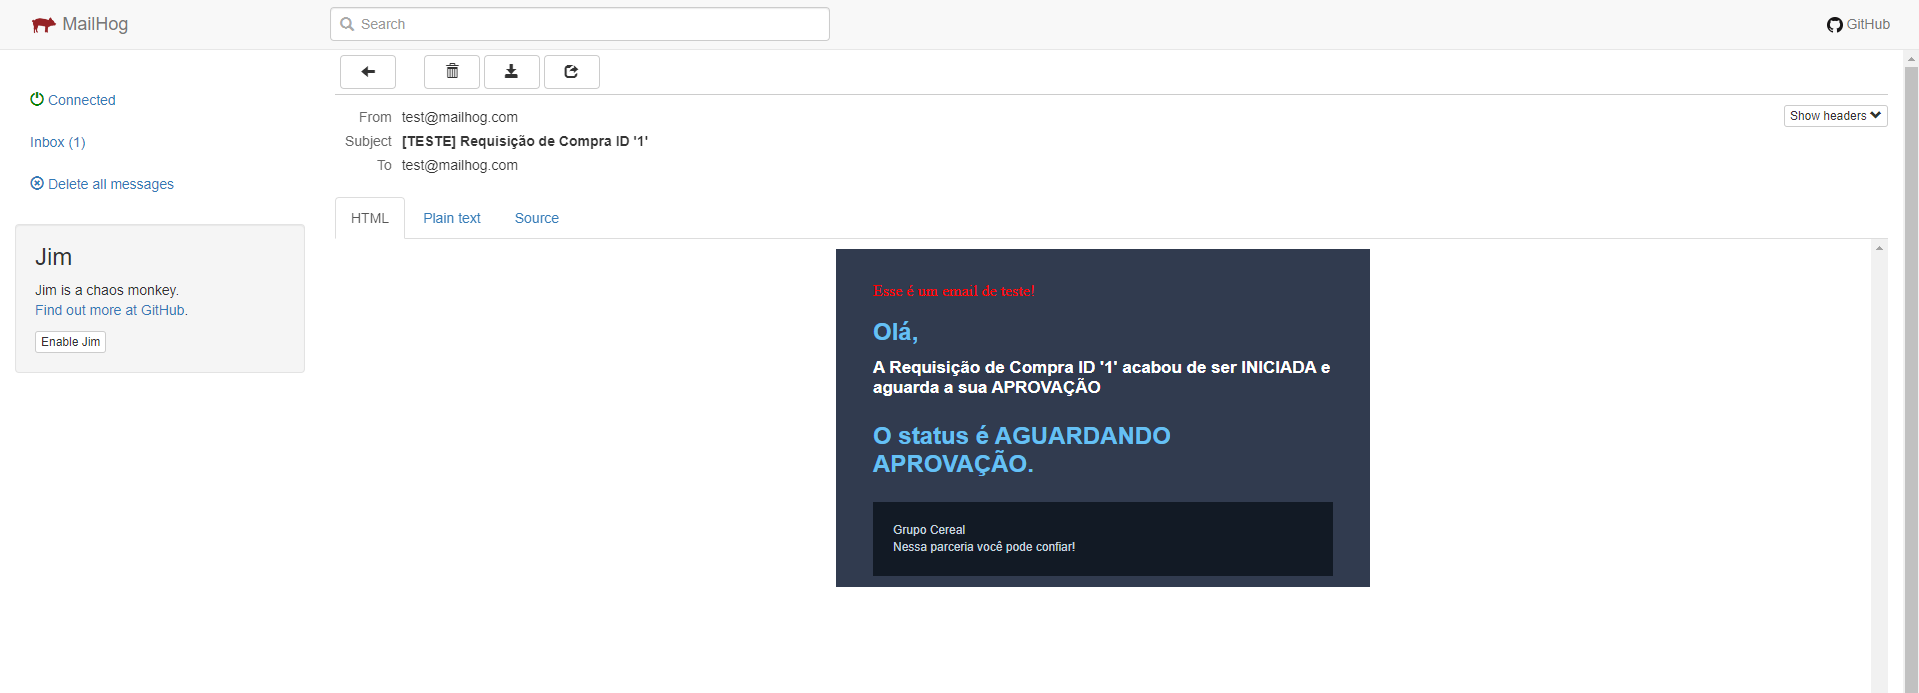 MailHog
Search
GitHub
Connected
Inbox (1)
Delete all messages
Jim
Jim is a chaos monkey.
Find out more at GitHub.
Enable Jim
From test@mailhog.com
Show headers
Subject [TESTE] Requisição de Compra ID '1'
To test@mailhog.com
HTML Plain text Source
Esse é um email de teste!
Olá,
A Requisição de Compra ID '1' acabou de ser INICIADA e
aguarda a sua APROVAÇÃO
O status é AGUARDANDO
APROVAÇÃO.
Grupo Cereal
Nessa parceria você pode confiar!